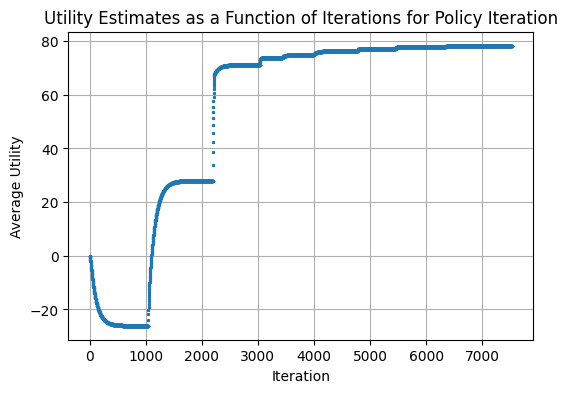 Utility Estimates as a Function of Iterations for Policy Iteration
80
60
40
20
0
−20
Average Utility
0 1000 2000 3000 4000 5000 6000 7000
Iteration